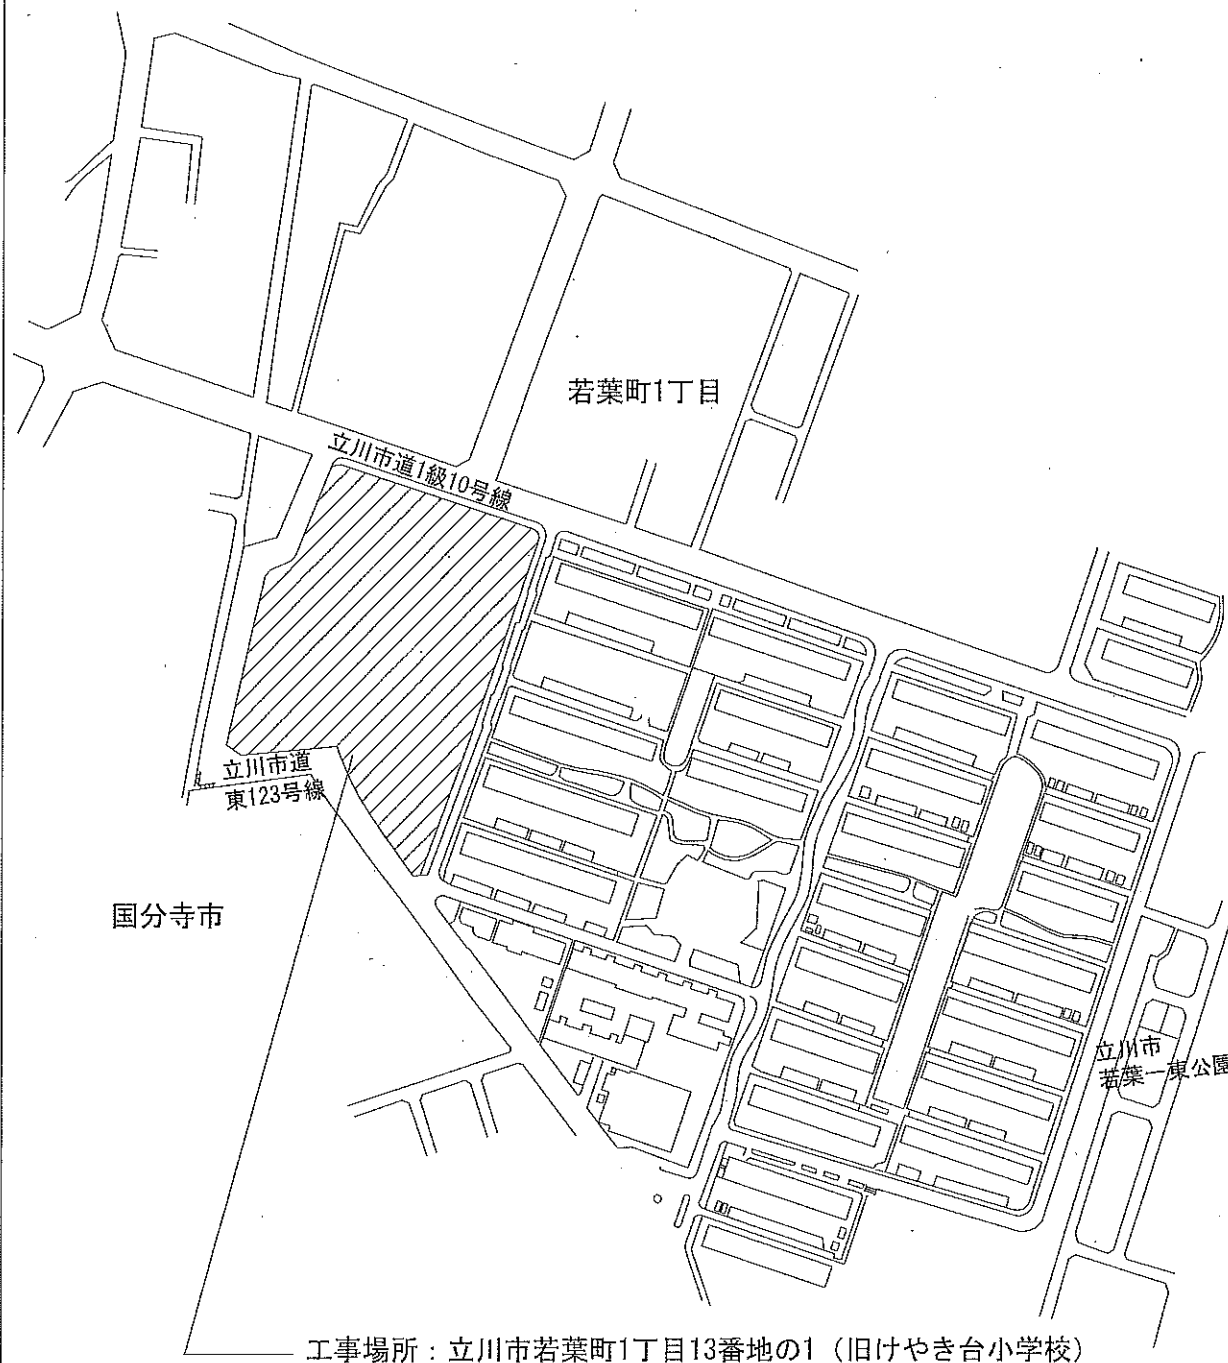 若葉町1丁目
立川市道1級10号線
立川市道
東123号線
国分寺市
立川市
若葉一東公園
工事場所：立川市若葉町1丁目13番地の1（旧けやき台小学校）